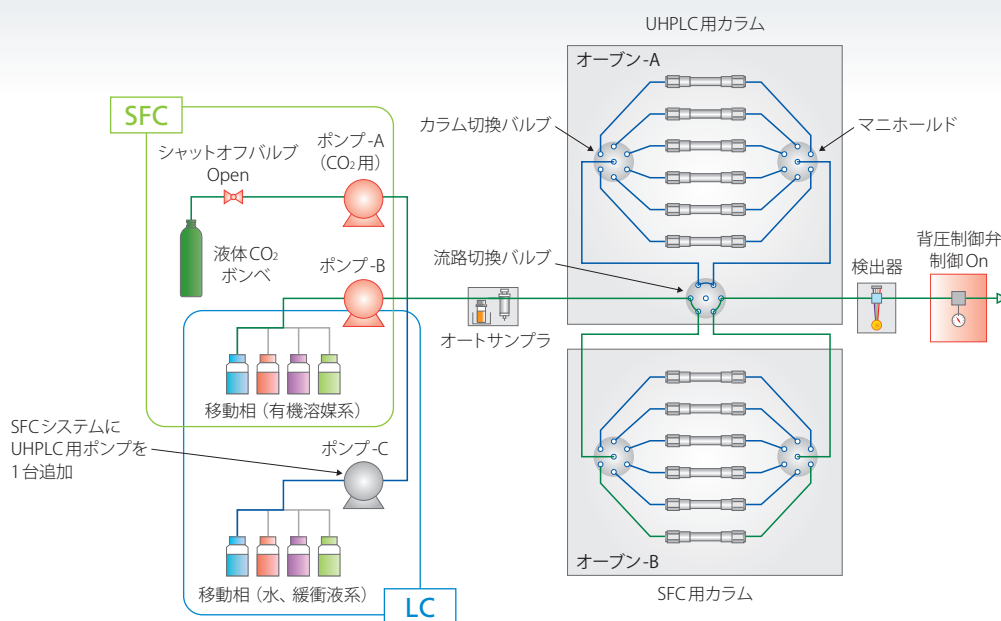 UHPLC用カラム
オーブン-A
SFC
シャットオフバルブ
Open
ポンプ-A
（CO₂用）
カラム切換バルブ
マニホールド
液体CO₂
ボンベ
ポンプ-B
流路切換バルブ
検出器
背圧制御弁
制御On
オートサンプラ
移動相（有機溶媒系）
SFCシステムに
UHPLC用ポンプを
1台追加
ポンプ-C
移動相（水、緩衝液系）
LC
オーブン-B
SFC用カラム